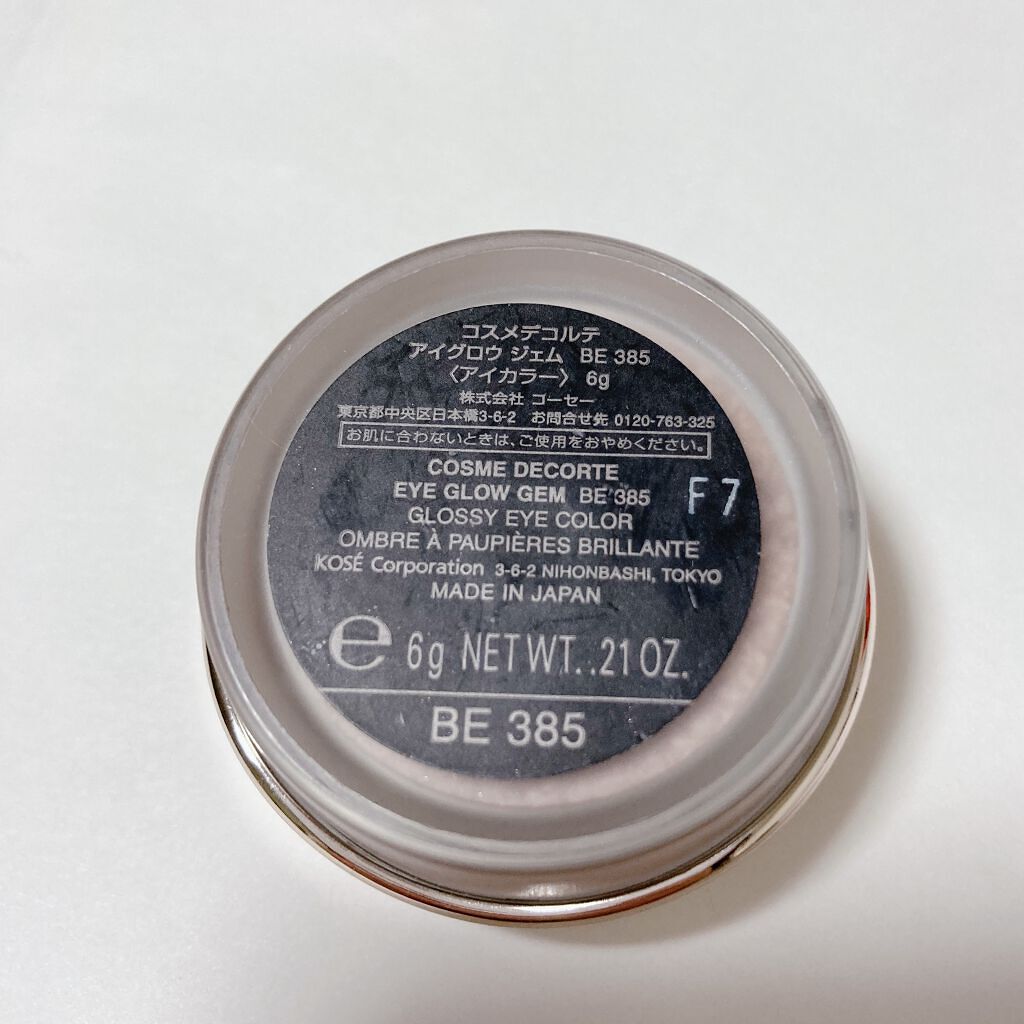 コスメデコルテ
アイグロウ ジェム BE 385
〈アイカラー〉 6g
株式会社 コーセー
東京都中央区日本橋3-6-2 お問合せ先 0120-763-325
お肌に合わないときは、ご使用をおやめください。
COSME DECORTE
EYE GLOW GEM BE 385
F7
GLOSSY EYE COLOR
OMBRE À PAUPIÈRES BRILLANTE
KOSÉ Corporation 3-6-2 NIHONBASHI, TOKYO
MADE IN JAPAN
e 6g NET WT. .21 OZ.
BE 385